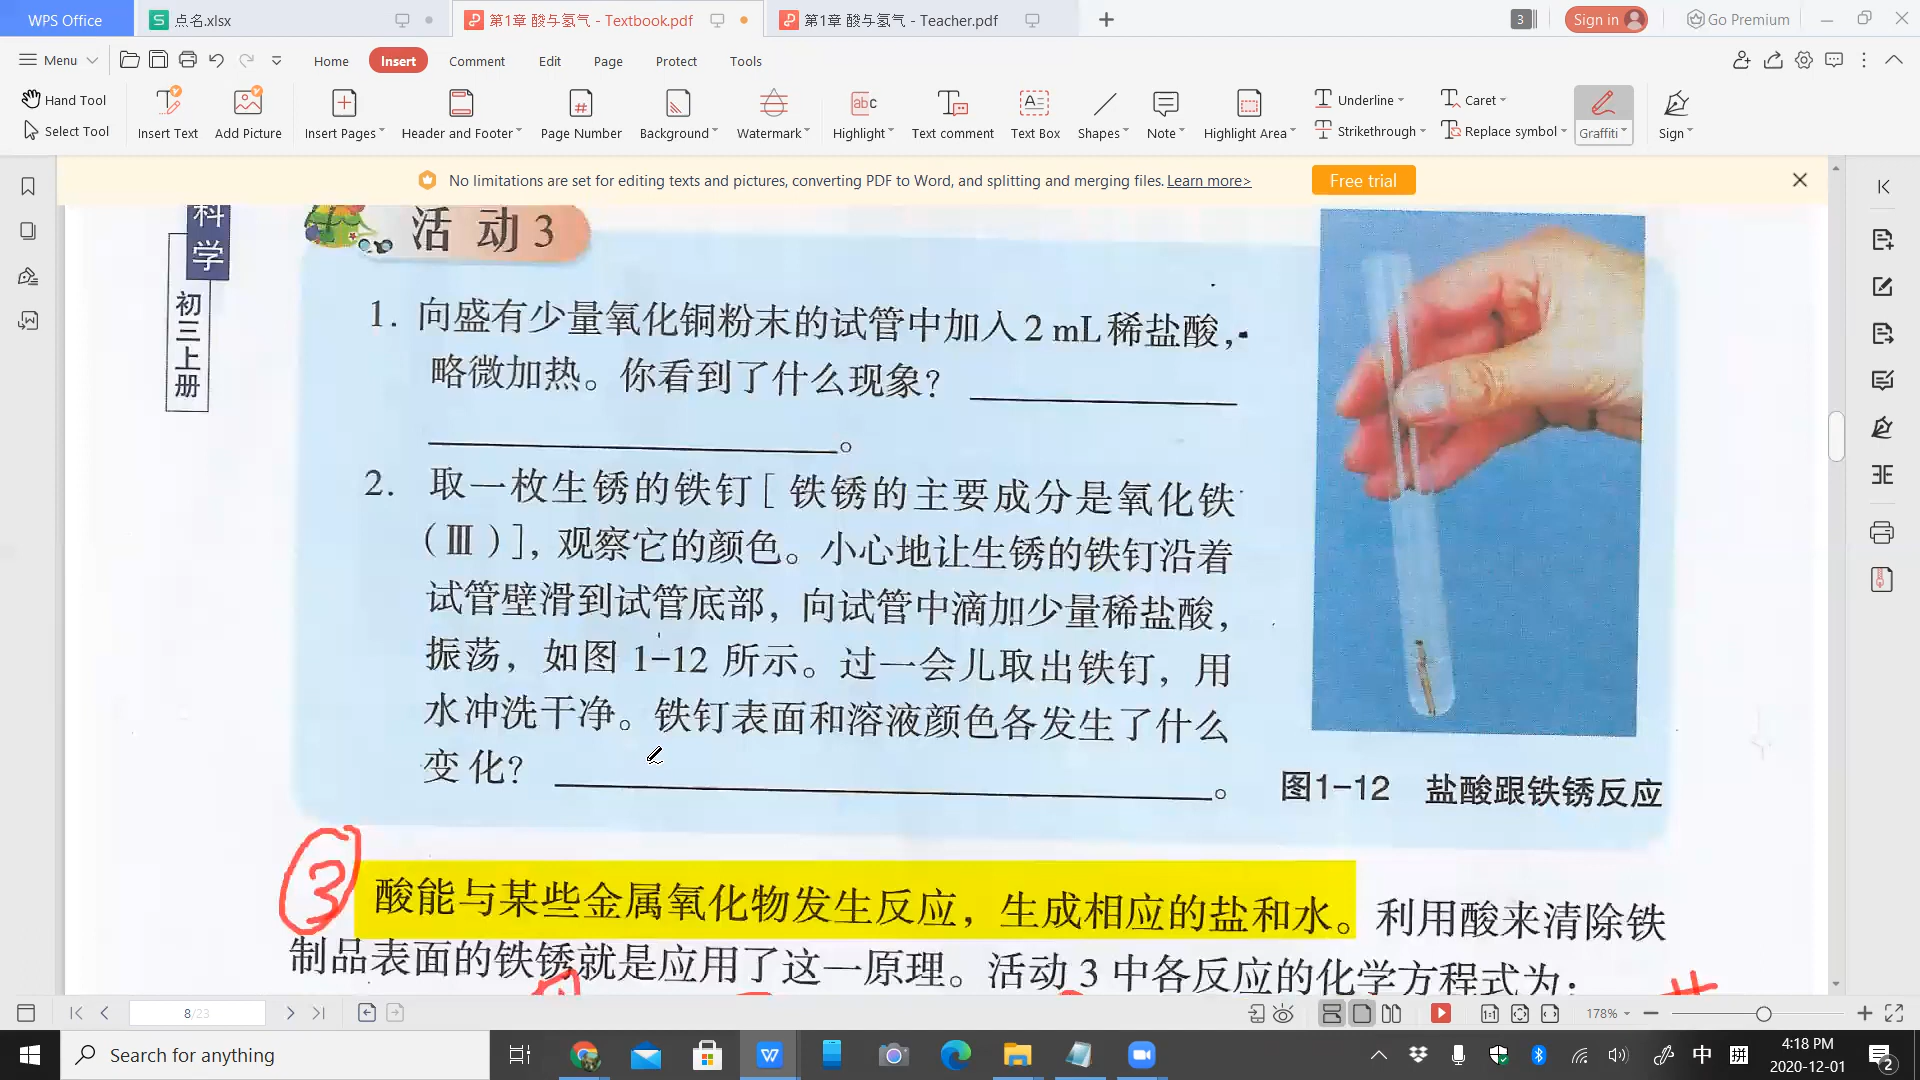 WPS Office
点名.xlsx
第1章 酸与氢气 - Textbook.pdf
第1章 酸与氢气 - Teacher.pdf
3
Sign in
Go Premium
Menu
Home
Insert
Comment
Edit
Page
Protect
Tools
Hand Tool
Select Tool
Insert Text
Add Picture
Insert Pages
Header and Footer
Page Number
Background
Watermark
Highlight
Text comment
Text Box
Shapes
Note
Highlight Area
Underline
Strikethrough
Caret
Replace symbol
Graffiti
Sign
No limitations are set for editing texts and pictures, converting PDF to Word, and splitting and merging files. Learn more>
Free trial
科学
初三上册
活动3
1. 向盛有少量氧化铜粉末的试管中加入2 mL稀盐酸，
略微加热。你看到了什么现象？
。
2. 取一枚生锈的铁钉[铁锈的主要成分是氧化铁
(Ⅲ)]，观察它的颜色。小心地让生锈的铁钉沿着
试管壁滑到试管底部，向试管中滴加少量稀盐酸，
振荡，如图1-12所示。过一会儿取出铁钉，用
水冲洗干净。铁钉表面和溶液颜色各发生了什么
变化？ 。
图1-12 盐酸跟铁锈反应
③
酸能与某些金属氧化物发生反应，生成相应的盐和水。利用酸来清除铁
制品表面的铁锈就是应用了这一原理。活动3中各反应的化学方程式为：
8/23
178%
Search for anything
中
拼
4:18 PM
2020-12-01
2